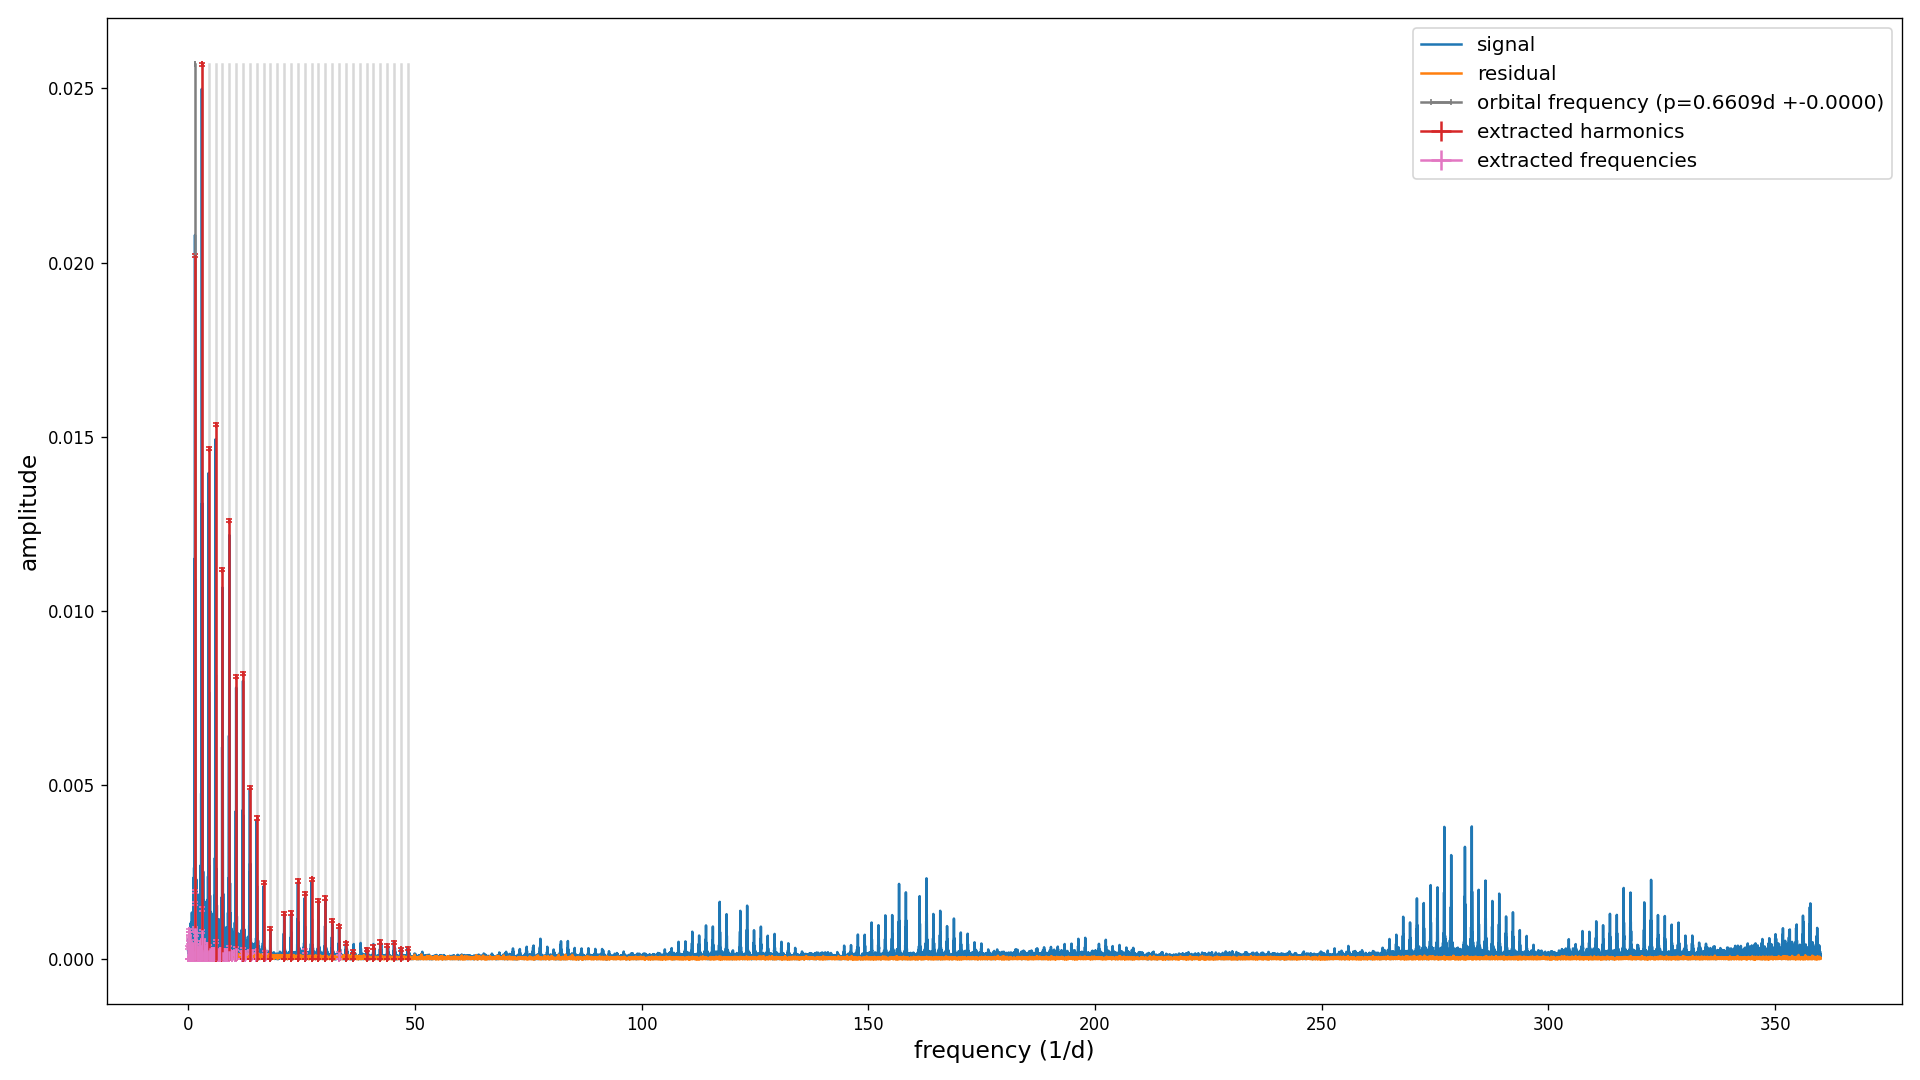 signal
residual
orbital frequency (p=0.6609d +-0.0000)
extracted harmonics
extracted frequencies
0.025
0.020
0.015
0.010
0.005
0.000
amplitude
0 50 100 150 200 250 300 350
frequency (1/d)